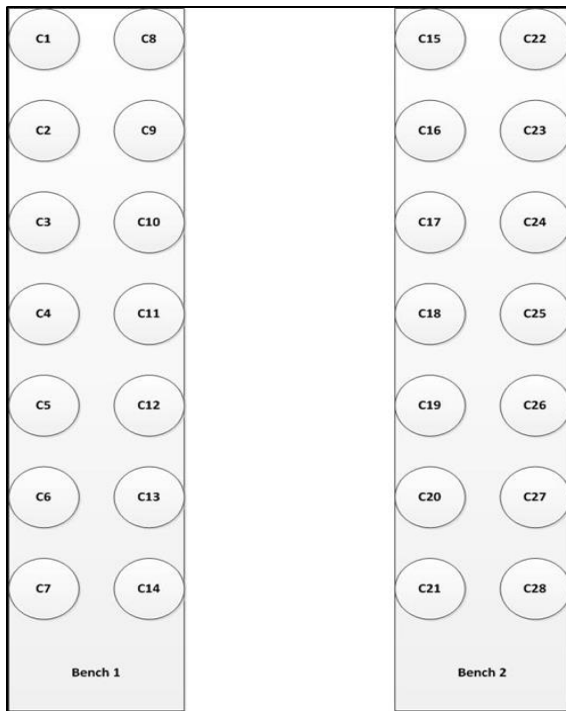 C1 C8 C15 C22
C2 C9 C16 C23
C3 C10 C17 C24
C4 C11 C18 C25
C5 C12 C19 C26
C6 C13 C20 C27
C7 C14 C21 C28
Bench 1 Bench 2